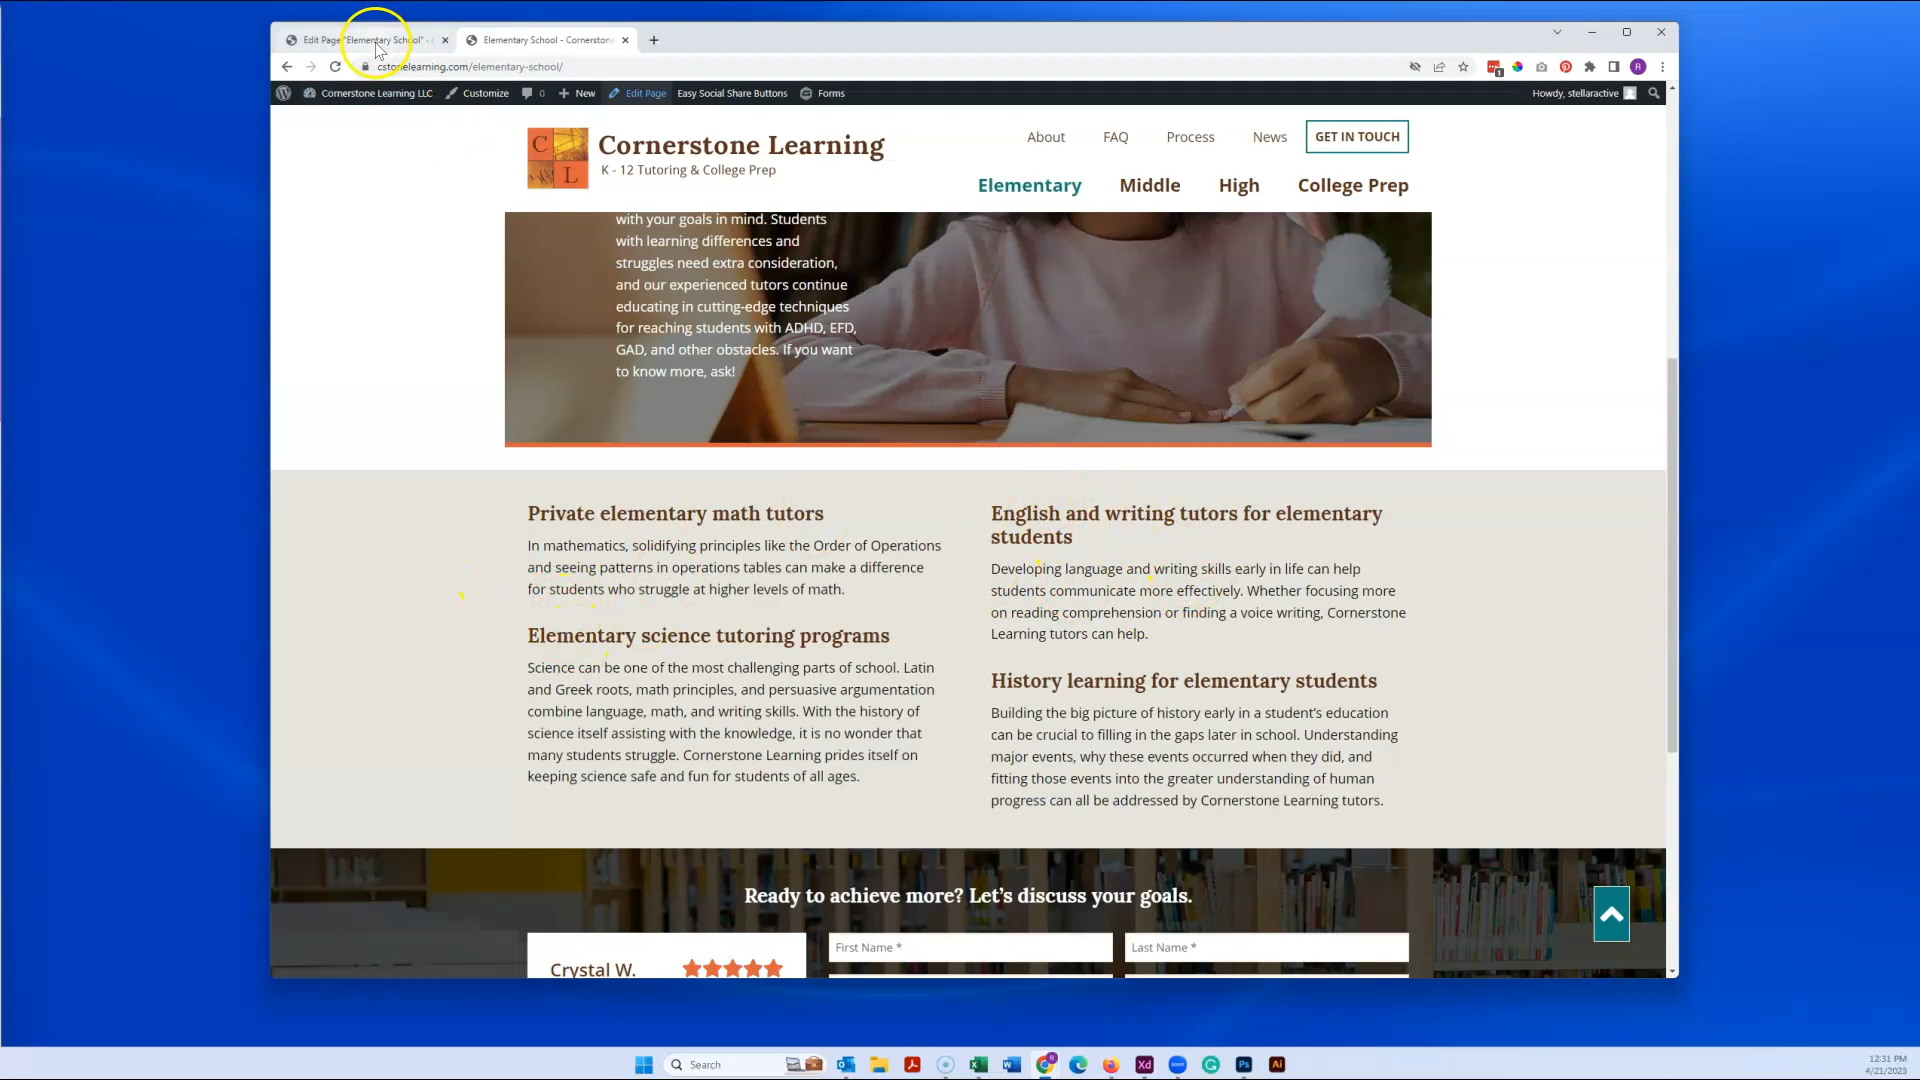 Edit Page "Elementary School" -
Elementary School - Cornerstone
cstonelearning.com/elementary-school/
Cornerstone Learning LLC
Customize
0
New
Edit Page
Easy Social Share Buttons
Forms
Howdy, stellaractive
C
L
Cornerstone Learning
K - 12 Tutoring & College Prep
About
FAQ
Process
News
GET IN TOUCH
Elementary
Middle
High
College Prep
with your goals in mind. Students
with learning differences and
struggles need extra consideration,
and our experienced tutors continue
educating in cutting-edge techniques
for reaching students with ADHD, EFD,
GAD, and other obstacles. If you want
to know more, ask!
Private elementary math tutors
In mathematics, solidifying principles like the Order of Operations
and seeing patterns in operations tables can make a difference
for students who struggle at higher levels of math.
Elementary science tutoring programs
Science can be one of the most challenging parts of school. Latin
and Greek roots, math principles, and persuasive argumentation
combine language, math, and writing skills. With the history of
science itself assisting with the knowledge, it is no wonder that
many students struggle. Cornerstone Learning prides itself on
keeping science safe and fun for students of all ages.
English and writing tutors for elementary
students
Developing language and writing skills early in life can help
students communicate more effectively. Whether focusing more
on reading comprehension or finding a voice writing, Cornerstone
Learning tutors can help.
History learning for elementary students
Building the big picture of history early in a student's education
can be crucial to filling in the gaps later in school. Understanding
major events, why these events occurred when they did, and
fitting those events into the greater understanding of human
progress can all be addressed by Cornerstone Learning tutors.
Ready to achieve more? Let's discuss your goals.
Crystal W.
First Name *
Last Name *
Search
Xd
Ps
Ai
12:31 PM
4/21/2023